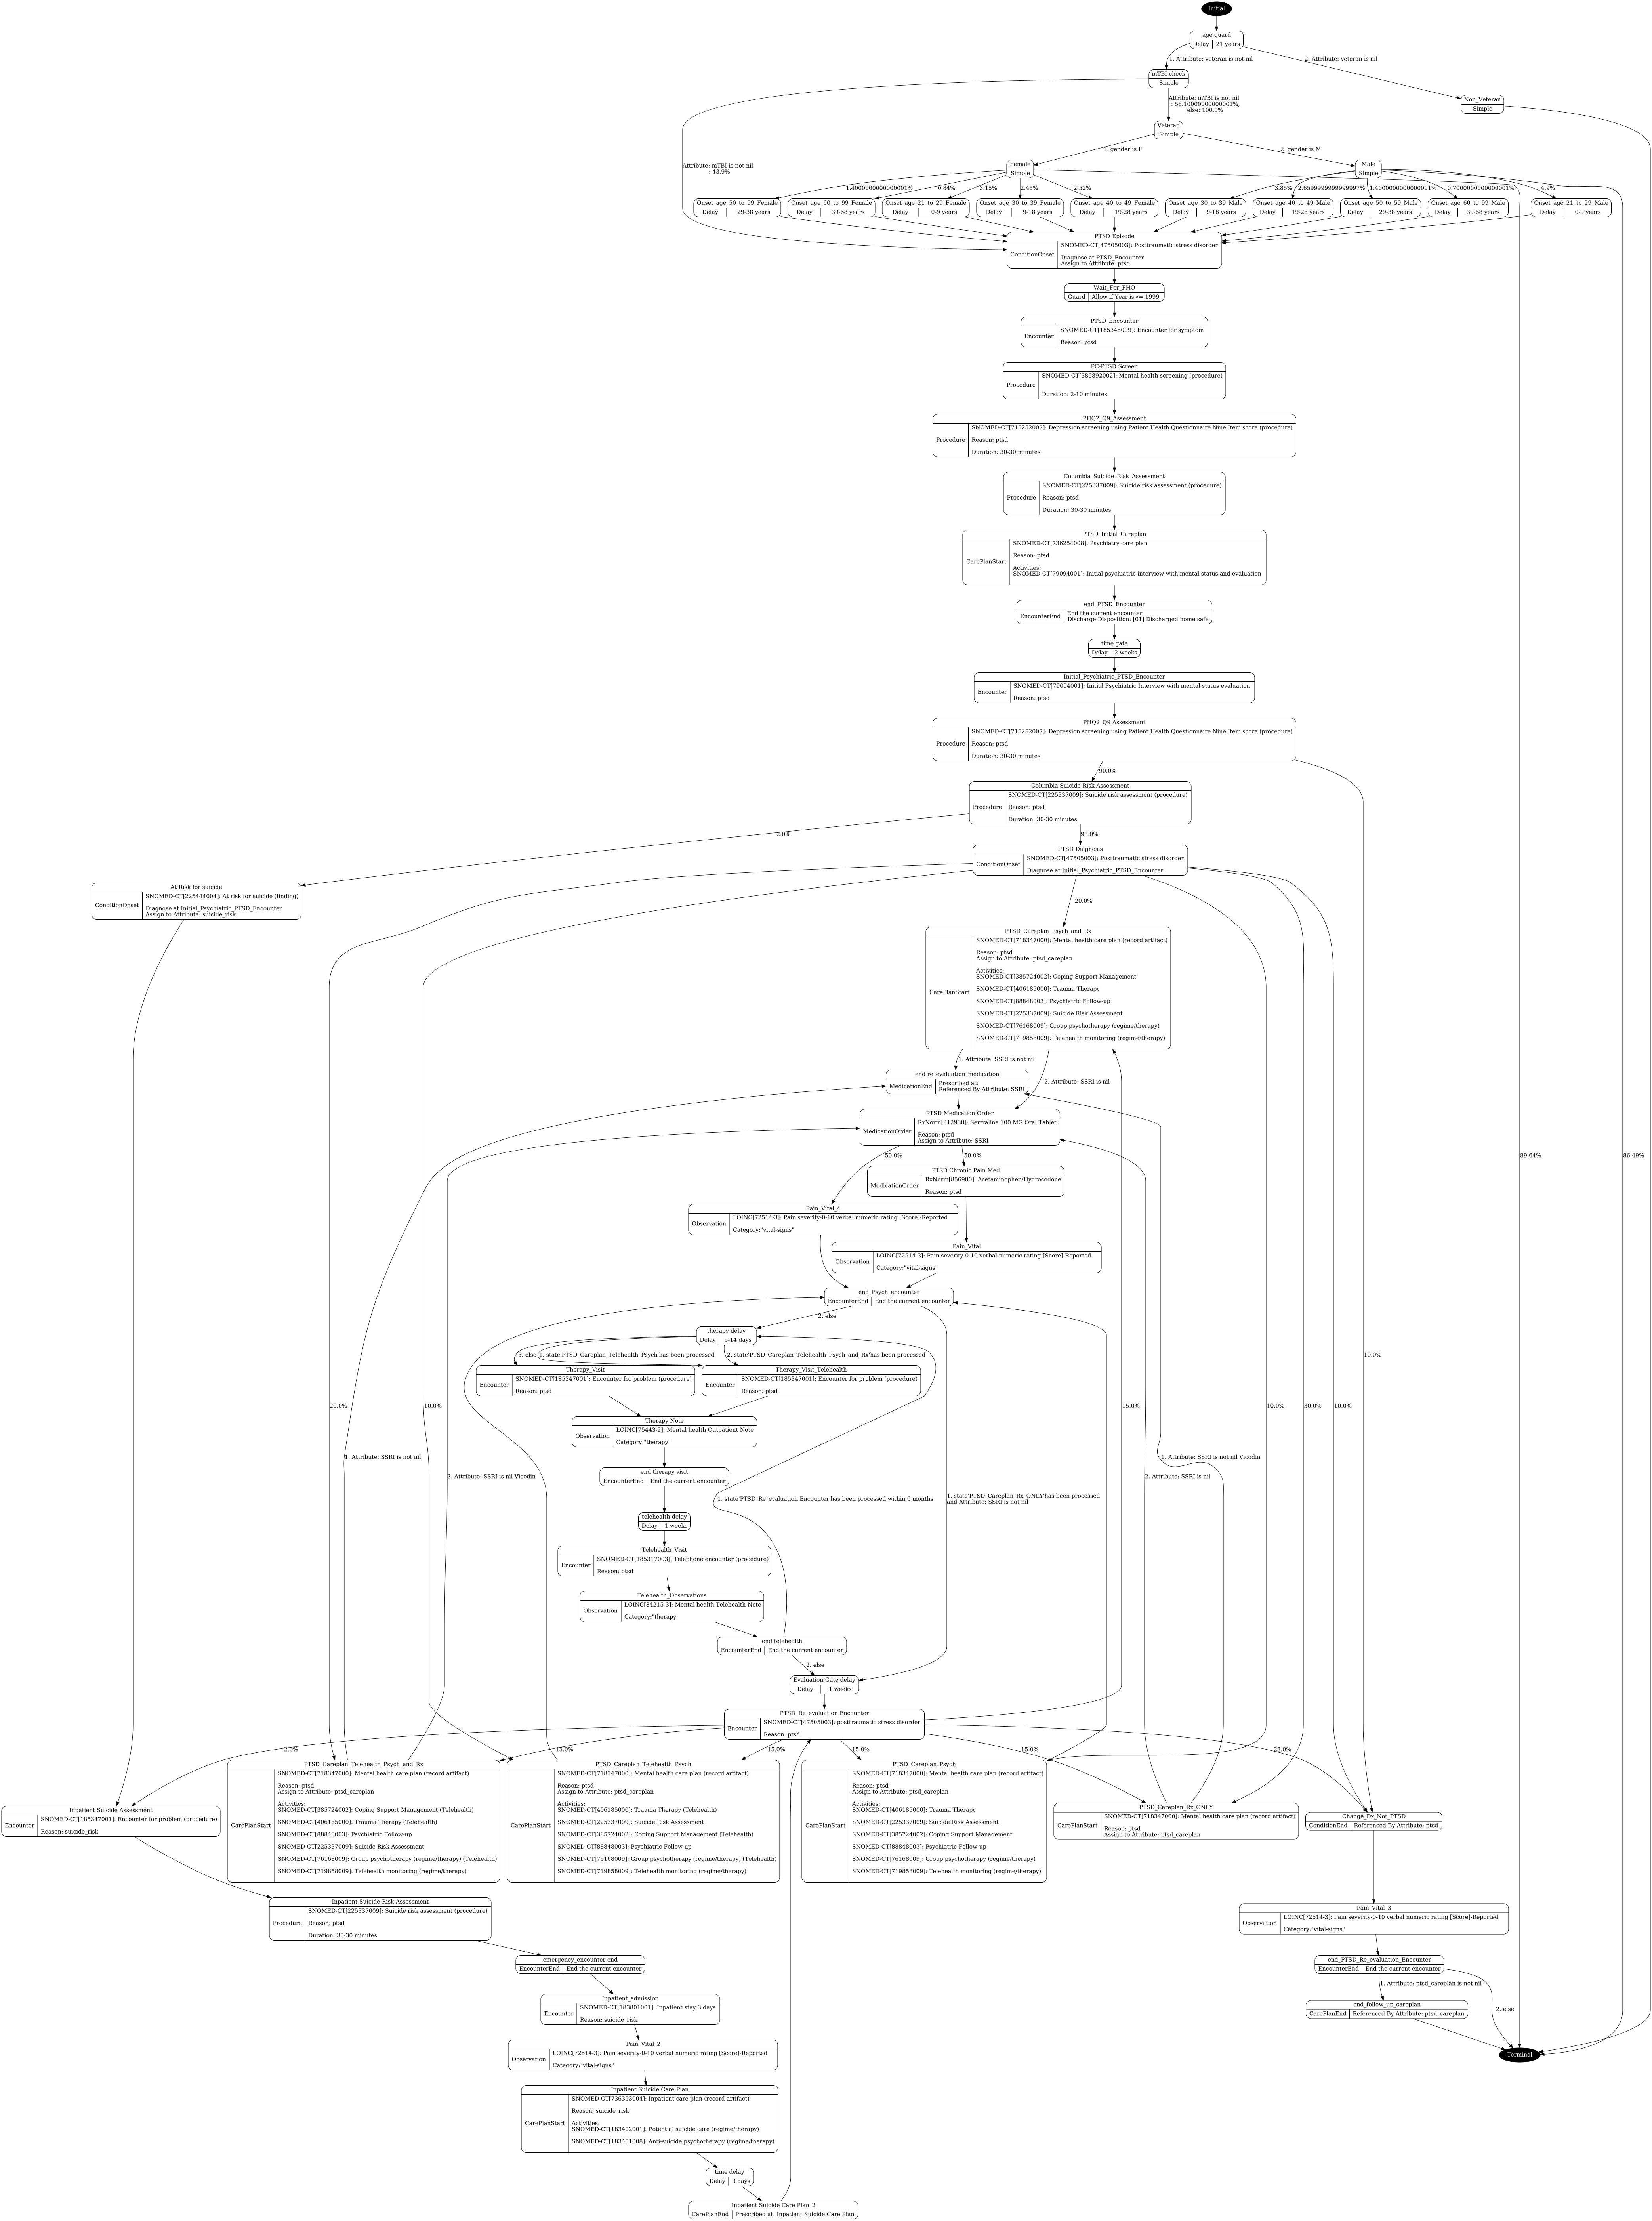 Initial
age guard
Delay 21 years
1. Attribute: veteran is not nil
2. Attribute: veteran is nil
mTBI check
Simple
Non_Veteran
Simple
Attribute: mTBI is not nil
: 56.10000000000001%,
else: 100.0%
Veteran
Simple
1. gender is F
2. gender is M
Attribute: mTBI is not nil
: 43.9%
Female
Simple
Male
Simple
1.4000000000000001%
0.84%
3.15%
2.45%
2.52%
3.85%
2.6599999999999997%
1.4000000000000001%
0.7000000000000001%
4.9%
Onset_age_50_to_59_Female
Delay 29-38 years
Onset_age_60_to_99_Female
Delay 39-68 years
Onset_age_21_to_29_Female
Delay 0-9 years
Onset_age_30_to_39_Female
Delay 9-18 years
Onset_age_40_to_49_Female
Delay 19-28 years
Onset_age_30_to_39_Male
Delay 9-18 years
Onset_age_40_to_49_Male
Delay 19-28 years
Onset_age_50_to_59_Male
Delay 29-38 years
Onset_age_60_to_99_Male
Delay 39-68 years
Onset_age_21_to_29_Male
Delay 0-9 years
PTSD Episode
ConditionOnset
SNOMED-CT[47505003]: Posttraumatic stress disorder
Diagnose at PTSD_Encounter
Assign to Attribute: ptsd
Wait_For_PHQ
Guard Allow if Year is>= 1999
PTSD_Encounter
Encounter
SNOMED-CT[185345009]: Encounter for symptom
Reason: ptsd
PC-PTSD Screen
Procedure
SNOMED-CT[385892002]: Mental health screening (procedure)
Duration: 2-10 minutes
PHQ2_Q9_Assessment
Procedure
SNOMED-CT[715252007]: Depression screening using Patient Health Questionnaire Nine Item score (procedure)
Reason: ptsd
Duration: 30-30 minutes
Columbia_Suicide_Risk_Assessment
Procedure
SNOMED-CT[225337009]: Suicide risk assessment (procedure)
Reason: ptsd
Duration: 30-30 minutes
PTSD_Initial_Careplan
CarePlanStart
SNOMED-CT[736254008]: Psychiatry care plan
Reason: ptsd
Activities:
SNOMED-CT[79094001]: Initial psychiatric interview with mental status and evaluation
end_PTSD_Encounter
EncounterEnd
End the current encounter
Discharge Disposition: [01] Discharged home safe
time gate
Delay 2 weeks
Initial_Psychiatric_PTSD_Encounter
Encounter
SNOMED-CT[79094001]: Initial Psychiatric Interview with mental status evaluation
Reason: ptsd
PHQ2_Q9 Assessment
Procedure
SNOMED-CT[715252007]: Depression screening using Patient Health Questionnaire Nine Item score (procedure)
Reason: ptsd
Duration: 30-30 minutes
90.0%
10.0%
Columbia Suicide Risk Assessment
Procedure
SNOMED-CT[225337009]: Suicide risk assessment (procedure)
Reason: ptsd
Duration: 30-30 minutes
2.0%
98.0%
PTSD Diagnosis
ConditionOnset
SNOMED-CT[47505003]: Posttraumatic stress disorder
Diagnose at Initial_Psychiatric_PTSD_Encounter
At Risk for suicide
ConditionOnset
SNOMED-CT[225444004]: At risk for suicide (finding)
Diagnose at Initial_Psychiatric_PTSD_Encounter
Assign to Attribute: suicide_risk
20.0%
PTSD_Careplan_Psych_and_Rx
CarePlanStart
SNOMED-CT[718347000]: Mental health care plan (record artifact)
Reason: ptsd
Assign to Attribute: ptsd_careplan
Activities:
SNOMED-CT[385724002]: Coping Support Management
SNOMED-CT[406185000]: Trauma Therapy
SNOMED-CT[88848003]: Psychiatric Follow-up
SNOMED-CT[225337009]: Suicide Risk Assessment
SNOMED-CT[76168009]: Group psychotherapy (regime/therapy)
SNOMED-CT[719858009]: Telehealth monitoring (regime/therapy)
1. Attribute: SSRI is not nil
2. Attribute: SSRI is nil
end re_evaluation_medication
MedicationEnd
Prescribed at:
Referenced By Attribute: SSRI
PTSD Medication Order
MedicationOrder
RxNorm[312938]: Sertraline 100 MG Oral Tablet
Reason: ptsd
Assign to Attribute: SSRI
50.0%
50.0%
89.64%
86.49%
PTSD Chronic Pain Med
MedicationOrder
RxNorm[856980]: Acetaminophen/Hydrocodone
Reason: ptsd
Pain_Vital_4
Observation
LOINC[72514-3]: Pain severity-0-10 verbal numeric rating [Score]-Reported
Category:"vital-signs"
Pain_Vital
Observation
LOINC[72514-3]: Pain severity-0-10 verbal numeric rating [Score]-Reported
Category:"vital-signs"
end_Psych_encounter
EncounterEnd End the current encounter
2. else
therapy delay
Delay 5-14 days
3. else
1. state'PTSD_Careplan_Telehealth_Psych'has been processed
2. state'PTSD_Careplan_Telehealth_Psych_and_Rx'has been processed
Therapy_Visit
Encounter
SNOMED-CT[185347001]: Encounter for problem (procedure)
Reason: ptsd
Therapy_Visit_Telehealth
Encounter
SNOMED-CT[185347001]: Encounter for problem (procedure)
Reason: ptsd
20.0%
10.0%
15.0%
10.0%
30.0%
10.0%
Therapy Note
Observation
LOINC[75443-2]: Mental health Outpatient Note
Category:"therapy"
1. Attribute: SSRI is not nil
2. Attribute: SSRI is nil Vicodin
end therapy visit
EncounterEnd End the current encounter
1. Attribute: SSRI is not nil Vicodin
2. Attribute: SSRI is nil
1. state'PTSD_Re_evaluation Encounter'has been processed within 6 months
1. state'PTSD_Careplan_Rx_ONLY'has been processed
and Attribute: SSRI is not nil
telehealth delay
Delay 1 weeks
Telehealth_Visit
Encounter
SNOMED-CT[185317003]: Telephone encounter (procedure)
Reason: ptsd
Telehealth_Observations
Observation
LOINC[84215-3]: Mental health Telehealth Note
Category:"therapy"
end telehealth
EncounterEnd End the current encounter
2. else
Evaluation Gate delay
Delay 1 weeks
PTSD_Re_evaluation Encounter
Encounter
SNOMED-CT[47505003]: posttraumatic stress disorder
Reason: ptsd
2.0%
15.0%
15.0%
15.0%
15.0%
23.0%
PTSD_Careplan_Telehealth_Psych_and_Rx
CarePlanStart
SNOMED-CT[718347000]: Mental health care plan (record artifact)
Reason: ptsd
Assign to Attribute: ptsd_careplan
Activities:
SNOMED-CT[385724002]: Coping Support Management (Telehealth)
SNOMED-CT[406185000]: Trauma Therapy (Telehealth)
SNOMED-CT[88848003]: Psychiatric Follow-up
SNOMED-CT[225337009]: Suicide Risk Assessment
SNOMED-CT[76168009]: Group psychotherapy (regime/therapy) (Telehealth)
SNOMED-CT[719858009]: Telehealth monitoring (regime/therapy)
PTSD_Careplan_Telehealth_Psych
CarePlanStart
SNOMED-CT[718347000]: Mental health care plan (record artifact)
Reason: ptsd
Assign to Attribute: ptsd_careplan
Activities:
SNOMED-CT[406185000]: Trauma Therapy (Telehealth)
SNOMED-CT[225337009]: Suicide Risk Assessment
SNOMED-CT[385724002]: Coping Support Management (Telehealth)
SNOMED-CT[88848003]: Psychiatric Follow-up
SNOMED-CT[76168009]: Group psychotherapy (regime/therapy) (Telehealth)
SNOMED-CT[719858009]: Telehealth monitoring (regime/therapy)
PTSD_Careplan_Psych
CarePlanStart
SNOMED-CT[718347000]: Mental health care plan (record artifact)
Reason: ptsd
Assign to Attribute: ptsd_careplan
Activities:
SNOMED-CT[406185000]: Trauma Therapy
SNOMED-CT[225337009]: Suicide Risk Assessment
SNOMED-CT[385724002]: Coping Support Management
SNOMED-CT[88848003]: Psychiatric Follow-up
SNOMED-CT[76168009]: Group psychotherapy (regime/therapy)
SNOMED-CT[719858009]: Telehealth monitoring (regime/therapy)
PTSD_Careplan_Rx_ONLY
CarePlanStart
SNOMED-CT[718347000]: Mental health care plan (record artifact)
Reason: ptsd
Assign to Attribute: ptsd_careplan
Change_Dx_Not_PTSD
ConditionEnd Referenced By Attribute: ptsd
Inpatient Suicide Assessment
Encounter
SNOMED-CT[185347001]: Encounter for problem (procedure)
Reason: suicide_risk
Inpatient Suicide Risk Assessment
Procedure
SNOMED-CT[225337009]: Suicide risk assessment (procedure)
Reason: ptsd
Duration: 30-30 minutes
Pain_Vital_3
Observation
LOINC[72514-3]: Pain severity-0-10 verbal numeric rating [Score]-Reported
Category:"vital-signs"
emergency_encounter end
EncounterEnd End the current encounter
end_PTSD_Re_evaluation_Encounter
EncounterEnd End the current encounter
1. Attribute: ptsd_careplan is not nil
2. else
Inpatient_admission
Encounter
SNOMED-CT[183801001]: Inpatient stay 3 days
Reason: suicide_risk
end_follow_up_careplan
CarePlanEnd Referenced By Attribute: ptsd_careplan
Terminal
Pain_Vital_2
Observation
LOINC[72514-3]: Pain severity-0-10 verbal numeric rating [Score]-Reported
Category:"vital-signs"
Inpatient Suicide Care Plan
CarePlanStart
SNOMED-CT[736353004]: Inpatient care plan (record artifact)
Reason: suicide_risk
Activities:
SNOMED-CT[183402001]: Potential suicide care (regime/therapy)
SNOMED-CT[183401008]: Anti-suicide psychotherapy (regime/therapy)
time delay
Delay 3 days
Inpatient Suicide Care Plan_2
CarePlanEnd Prescribed at: Inpatient Suicide Care Plan